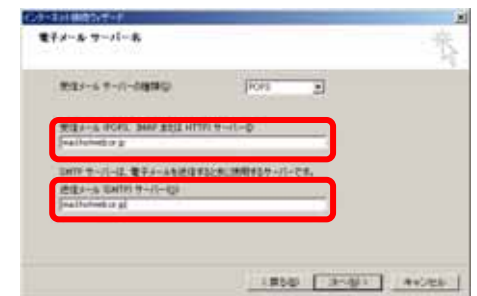 インターネット接続ウィザード
電子メール サーバー名
受信メール サーバーの種類(S)
POP3
受信メール (POP3、IMAP または HTTP) サーバー(I)
SMTP サーバーは、電子メールを送信するときに使用するサーバーです。
送信メール (SMTP) サーバー(O)
< 戻る(B)
次へ(N) >
キャンセル